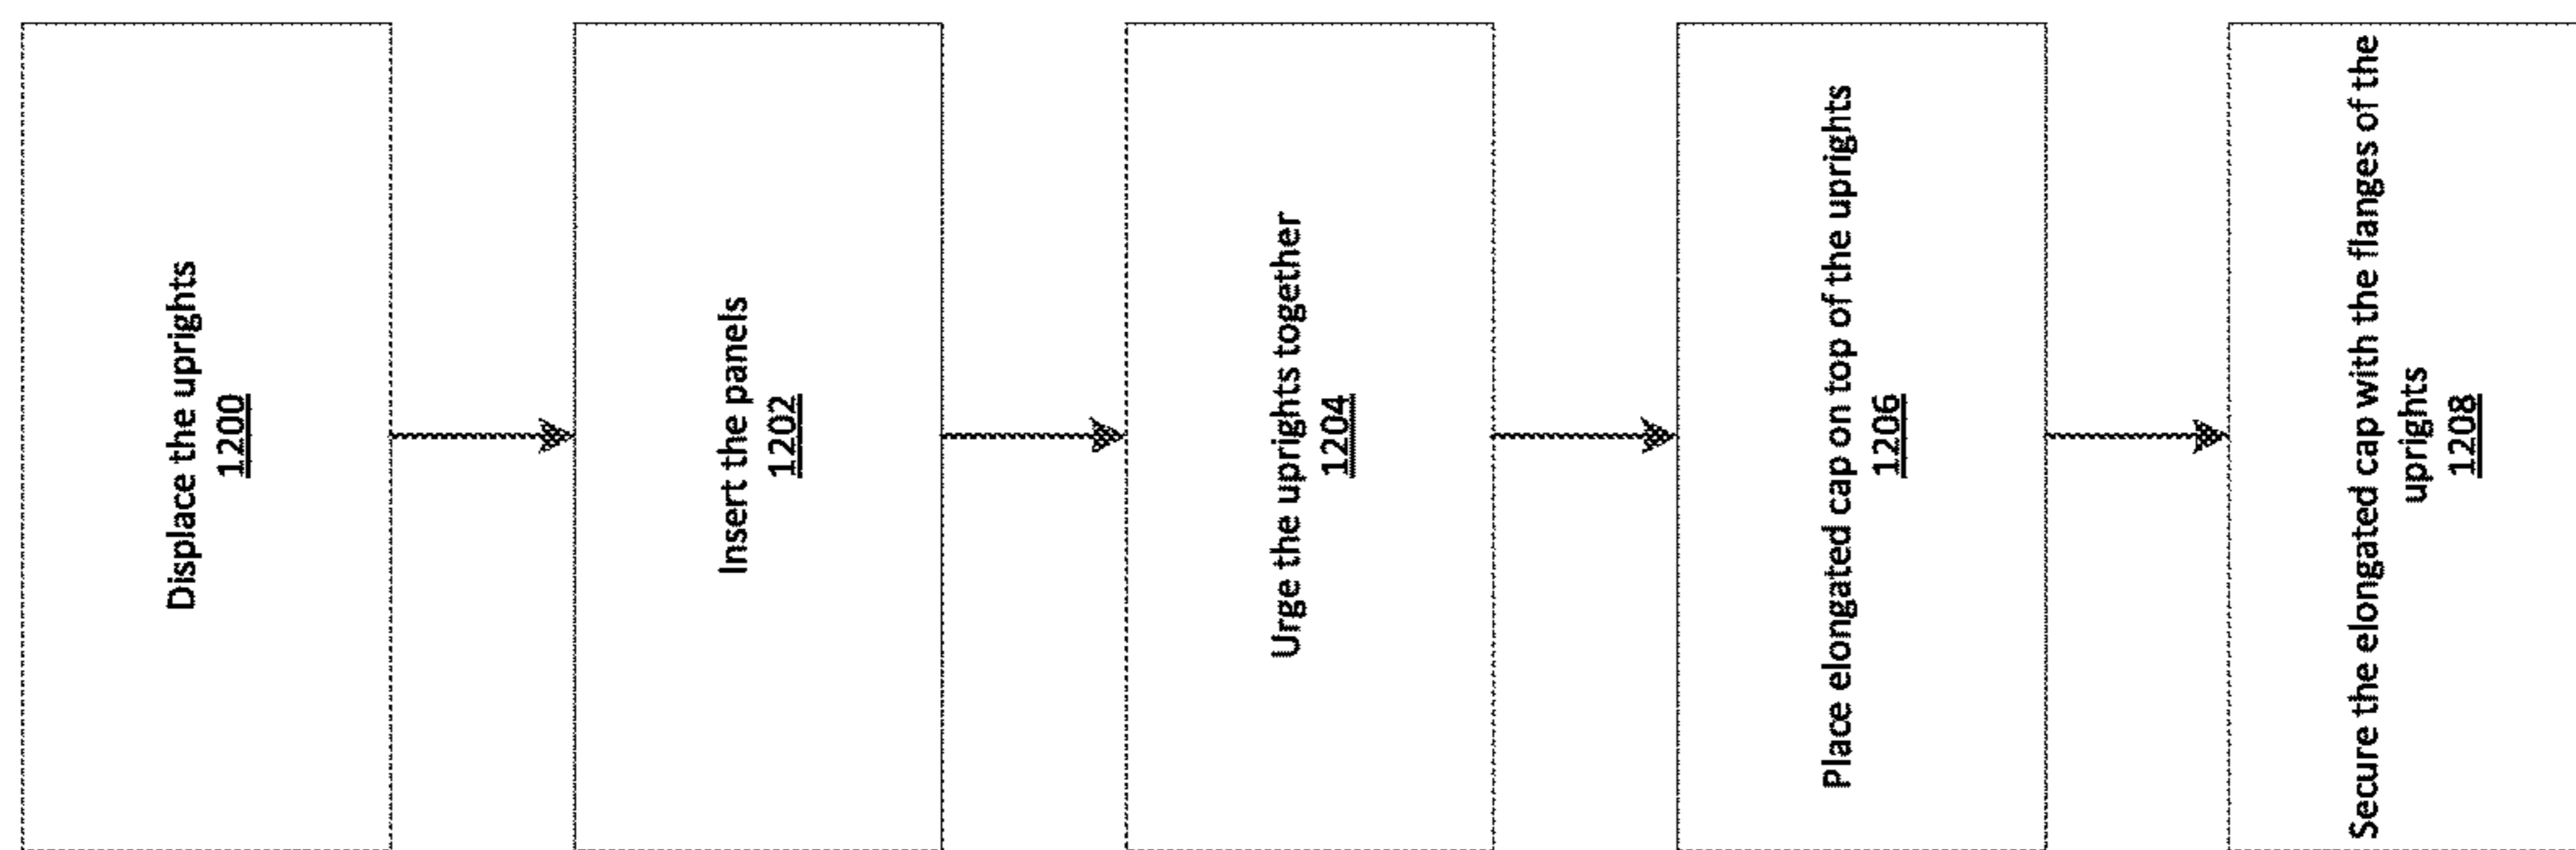 Displace the uprights
1200
Insert the panels
1202
Urge the uprights together
1204
Place elongated cap on top of the uprights
1206
Secure the elongated cap with the flanges of the
uprights
1208